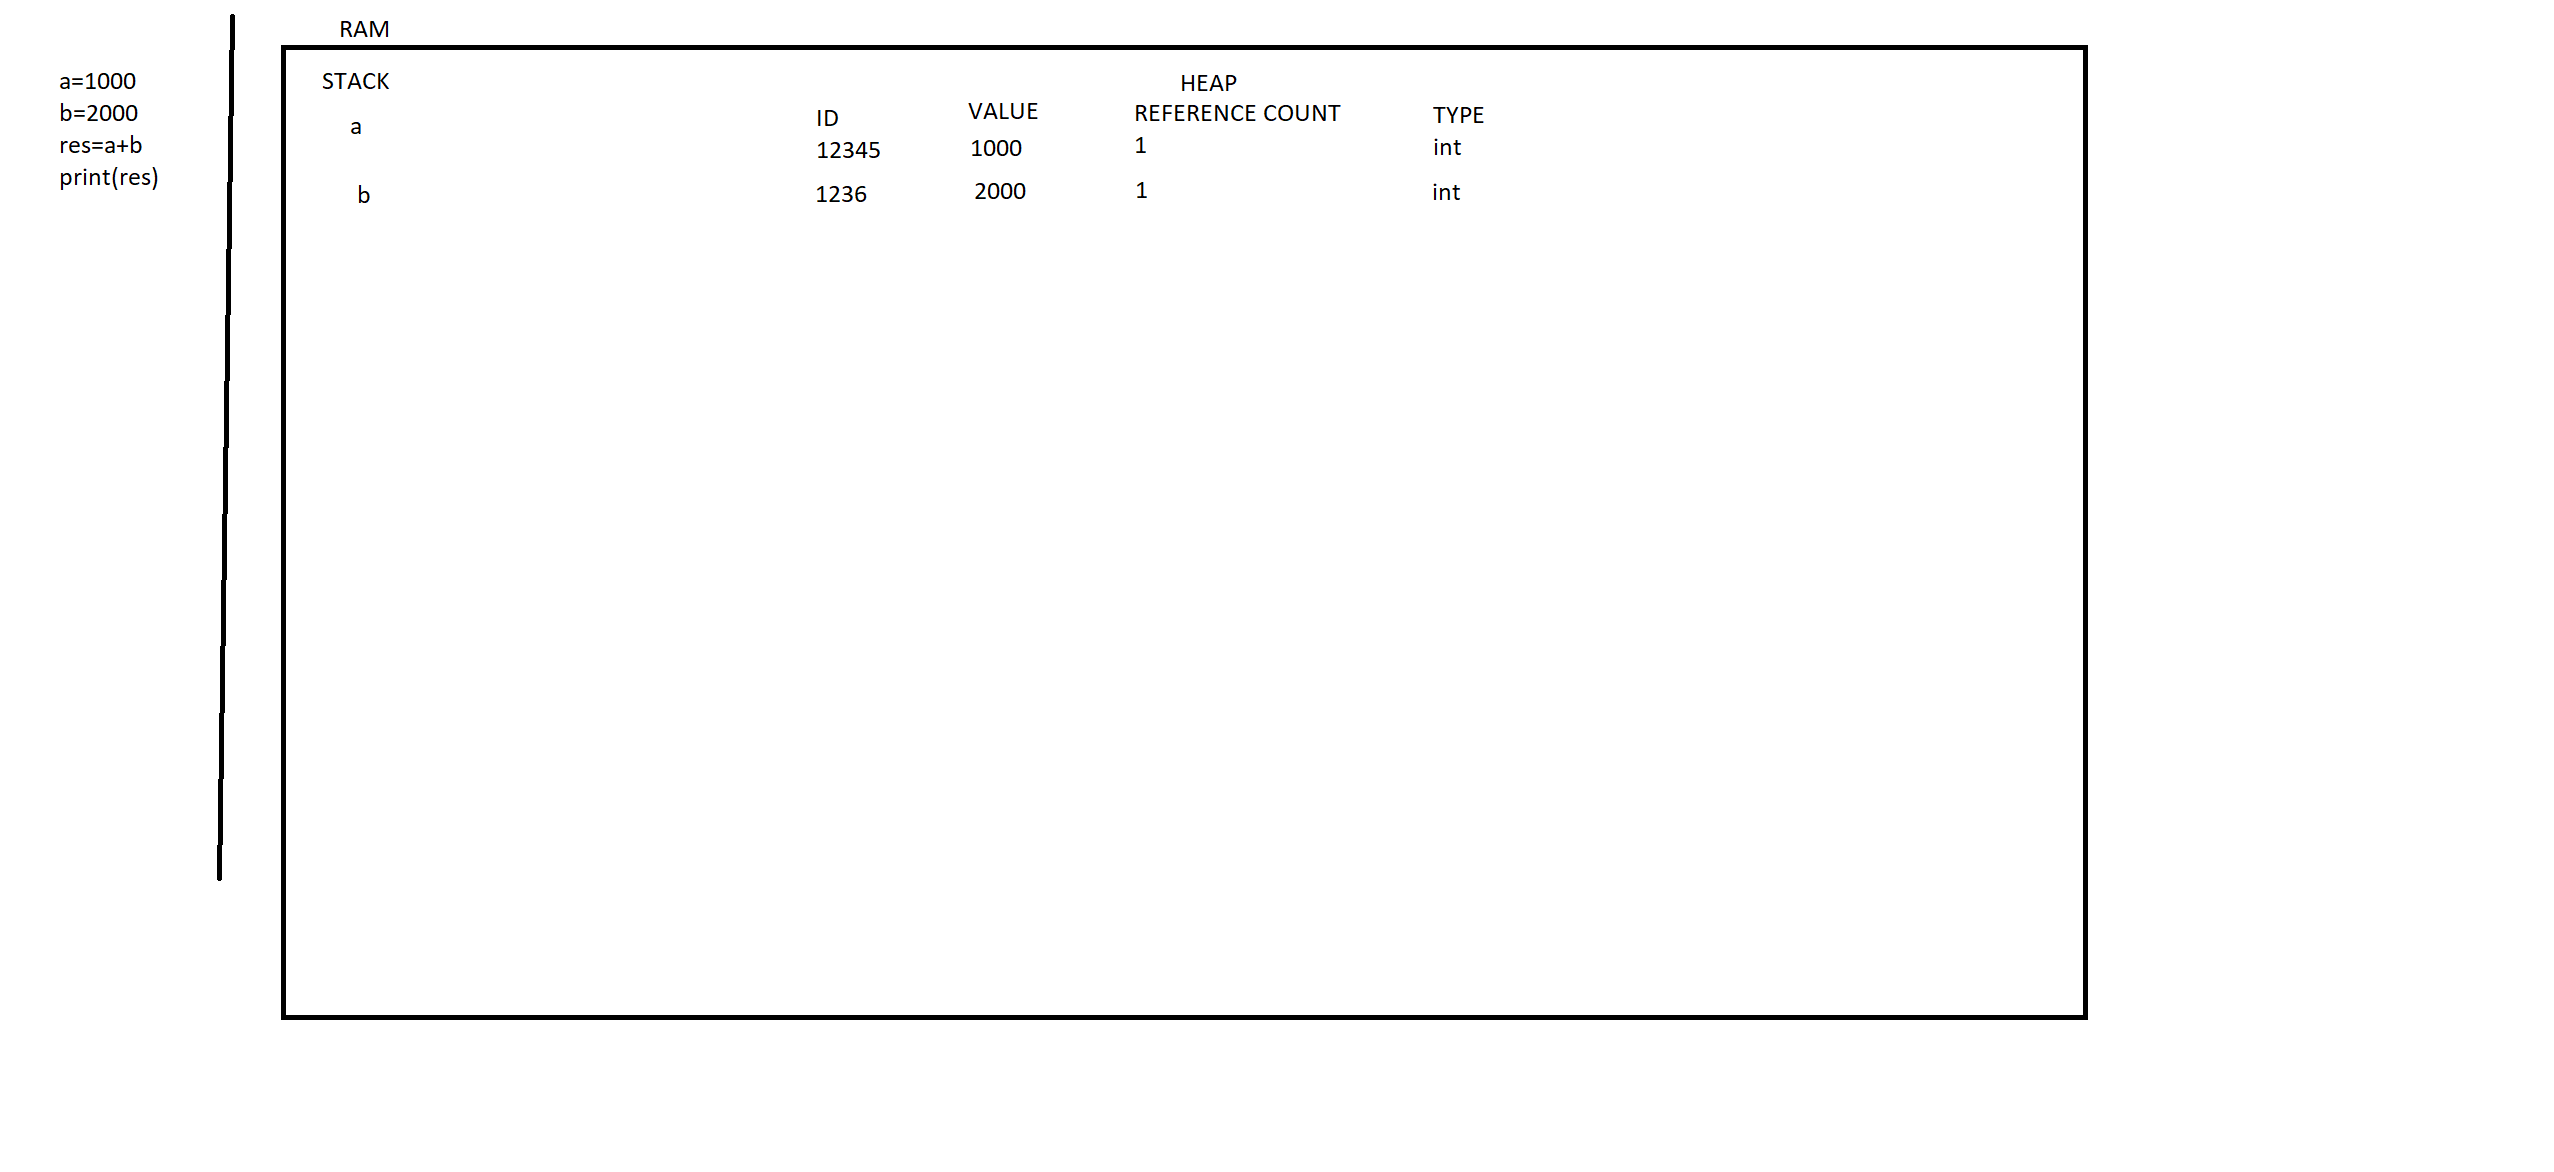 a=1000
b=2000
res=a+b
print(res)
RAM
STACK
HEAP
ID VALUE REFERENCE COUNT TYPE
a
12345 1000 1 int
b
1236 2000 1 int